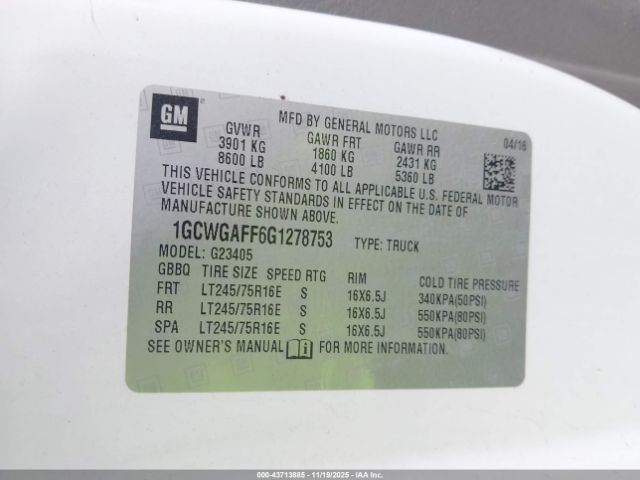 GM
MFD BY GENERAL MOTORS LLC
04/16
GVWR GAWR FRT GAWR RR
3901 KG 1860 KG 2431 KG
8600 LB 4100 LB 5360 LB
THIS VEHICLE CONFORMS TO ALL APPLICABLE U.S. FEDERAL MOTOR
VEHICLE SAFETY STANDARDS IN EFFECT ON THE DATE OF
MANUFACTURE SHOWN ABOVE.
1GCWGAFF6G1278753 TYPE: TRUCK
MODEL: G23405
GBBQ TIRE SIZE SPEED RTG RIM COLD TIRE PRESSURE
FRT LT245/75R16E S 16X6.5J 340KPA(50PSI)
RR LT245/75R16E S 16X6.5J 550KPA(80PSI)
SPA LT245/75R16E S 16X6.5J 550KPA(80PSI)
SEE OWNER'S MANUAL FOR MORE INFORMATION.
000-43713885 - 11/19/2025 - IAAI.COM